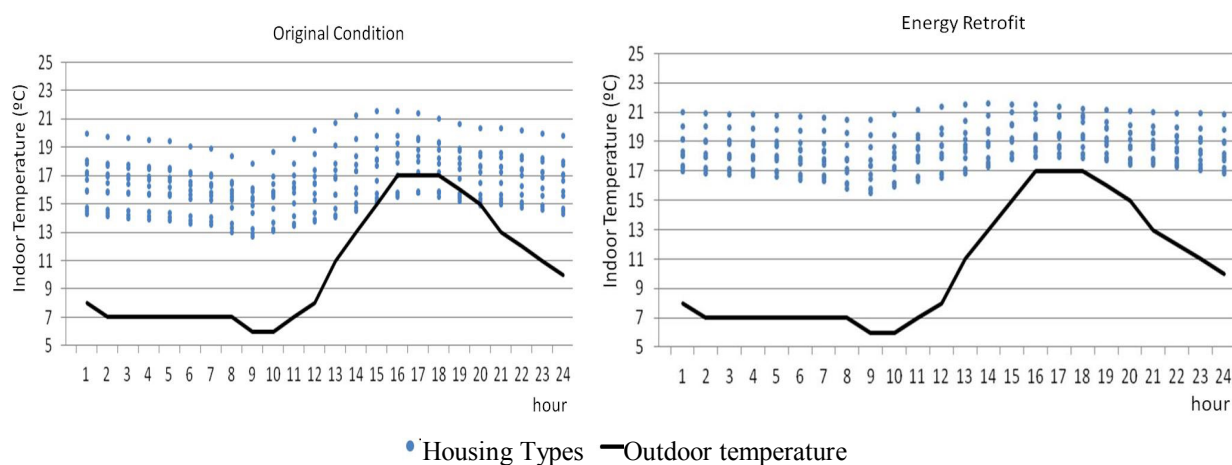 Original Condition
Indoor Temperature (ºC)
25
23
21
19
17
15
13
11
9
7
5
1 2 3 4 5 6 7 8 9 10 11 12 13 14 15 16 17 18 19 20 21 22 23 24
hour
Energy Retrofit
Indoor Temperature (ºC)
25
23
21
19
17
15
13
11
9
7
5
1 2 3 4 5 6 7 8 9 10 11 12 13 14 15 16 17 18 19 20 21 22 23 24
hour
Housing Types Outdoor temperature